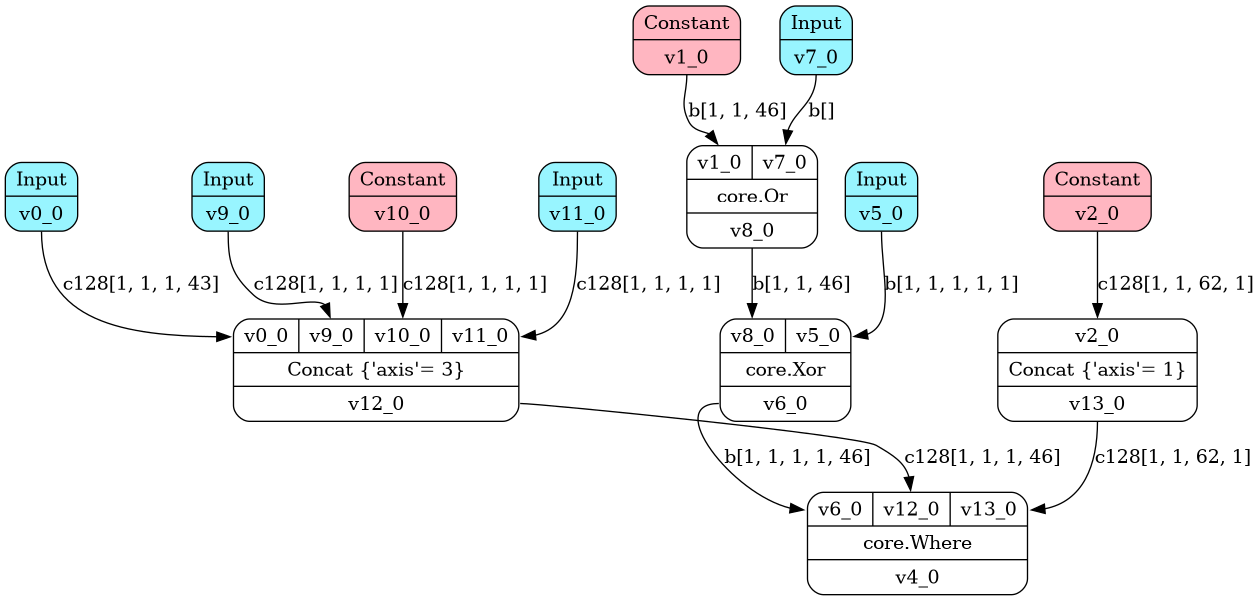 Constant
v1_0
Input
v7_0
b[1, 1, 46]
b[]
Input
v0_0
Input
v9_0
Constant
v10_0
Input
v11_0
v1_0 v7_0
core.Or
v8_0
Input
v5_0
Constant
v2_0
c128[1, 1, 1, 43]
c128[1, 1, 1, 1]
c128[1, 1, 1, 1]
c128[1, 1, 1, 1]
b[1, 1, 46]
b[1, 1, 1, 1, 1]
c128[1, 1, 62, 1]
v0_0 v9_0 v10_0 v11_0
Concat {'axis'= 3}
v12_0
v8_0 v5_0
core.Xor
v6_0
v2_0
Concat {'axis'= 1}
v13_0
b[1, 1, 1, 1, 46]
c128[1, 1, 1, 46]
c128[1, 1, 62, 1]
v6_0 v12_0 v13_0
core.Where
v4_0